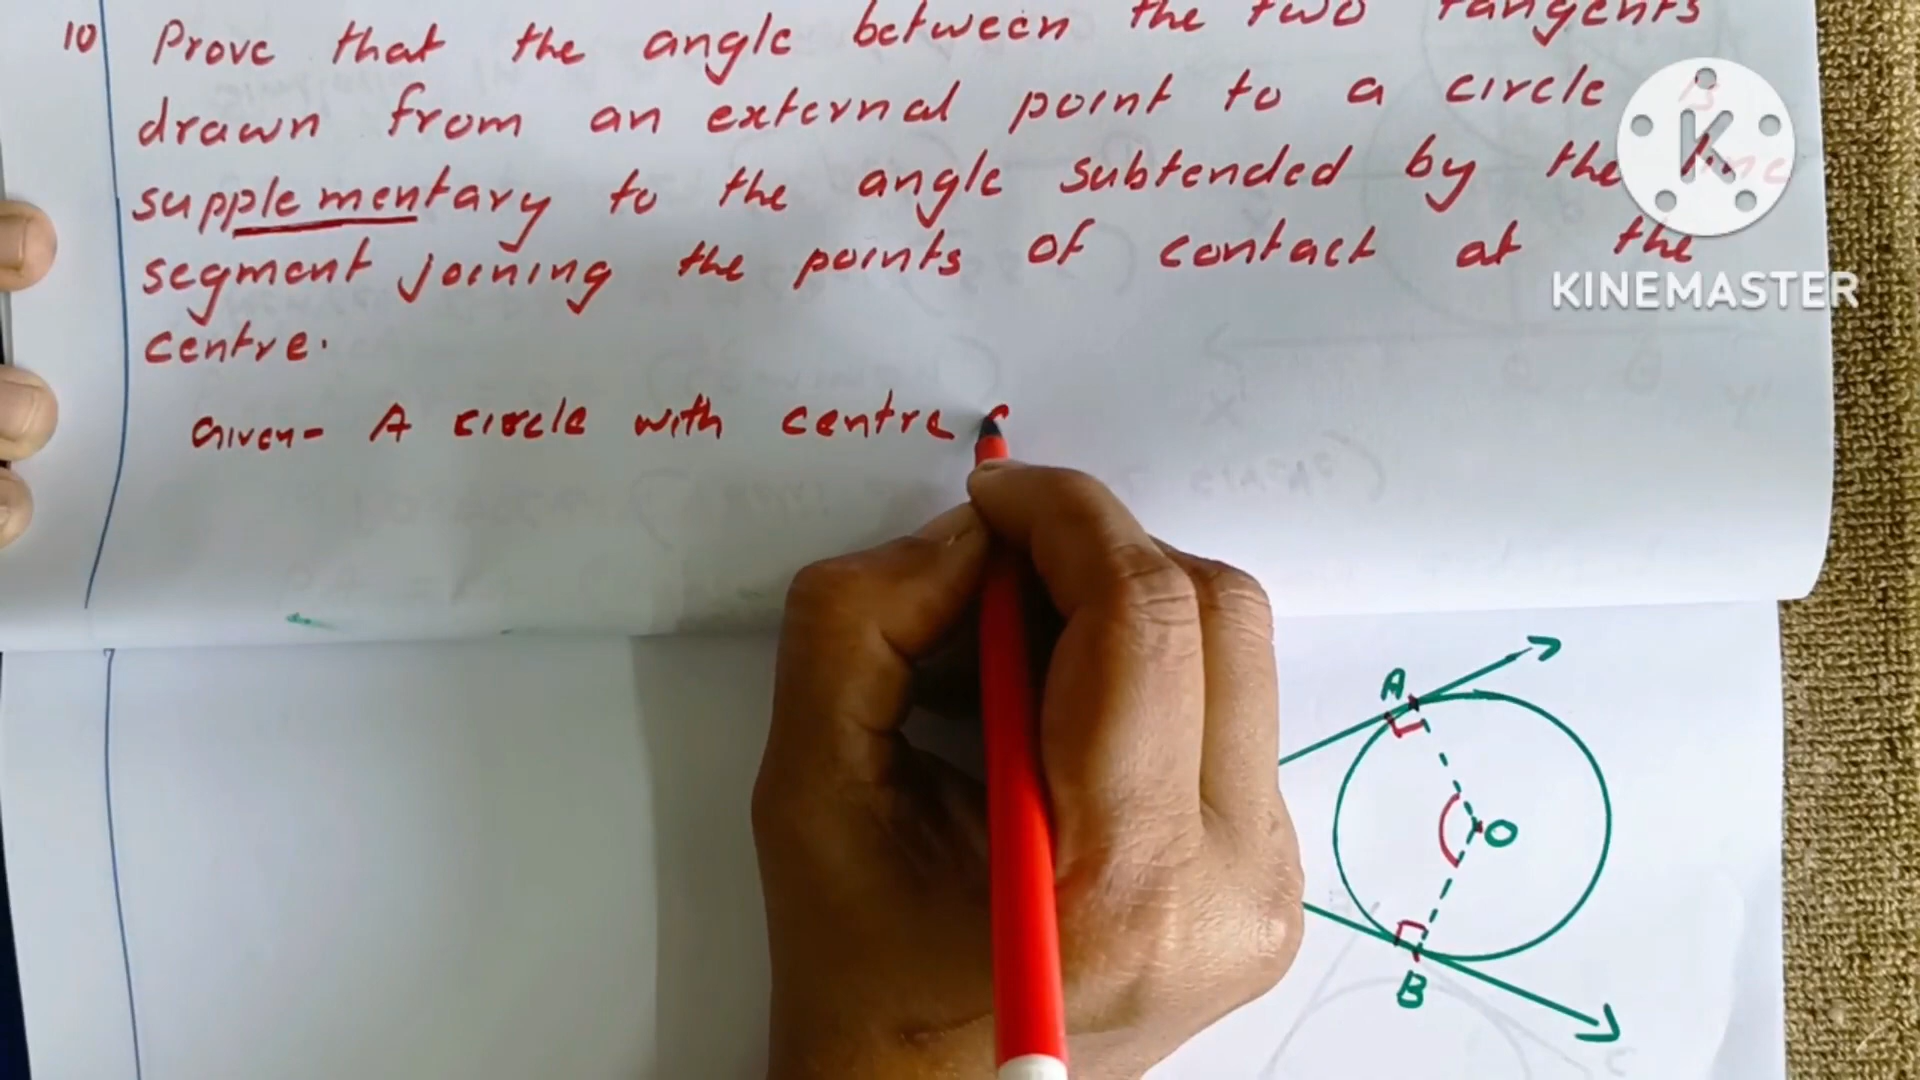 10 Prove that the angle between the two tangents
drawn from an external point to a circle
supplementary to the angle subtended by the line
segment joining the points of contact at the
centre.
KINEMASTER
Given- A circle with centre
A
O
B